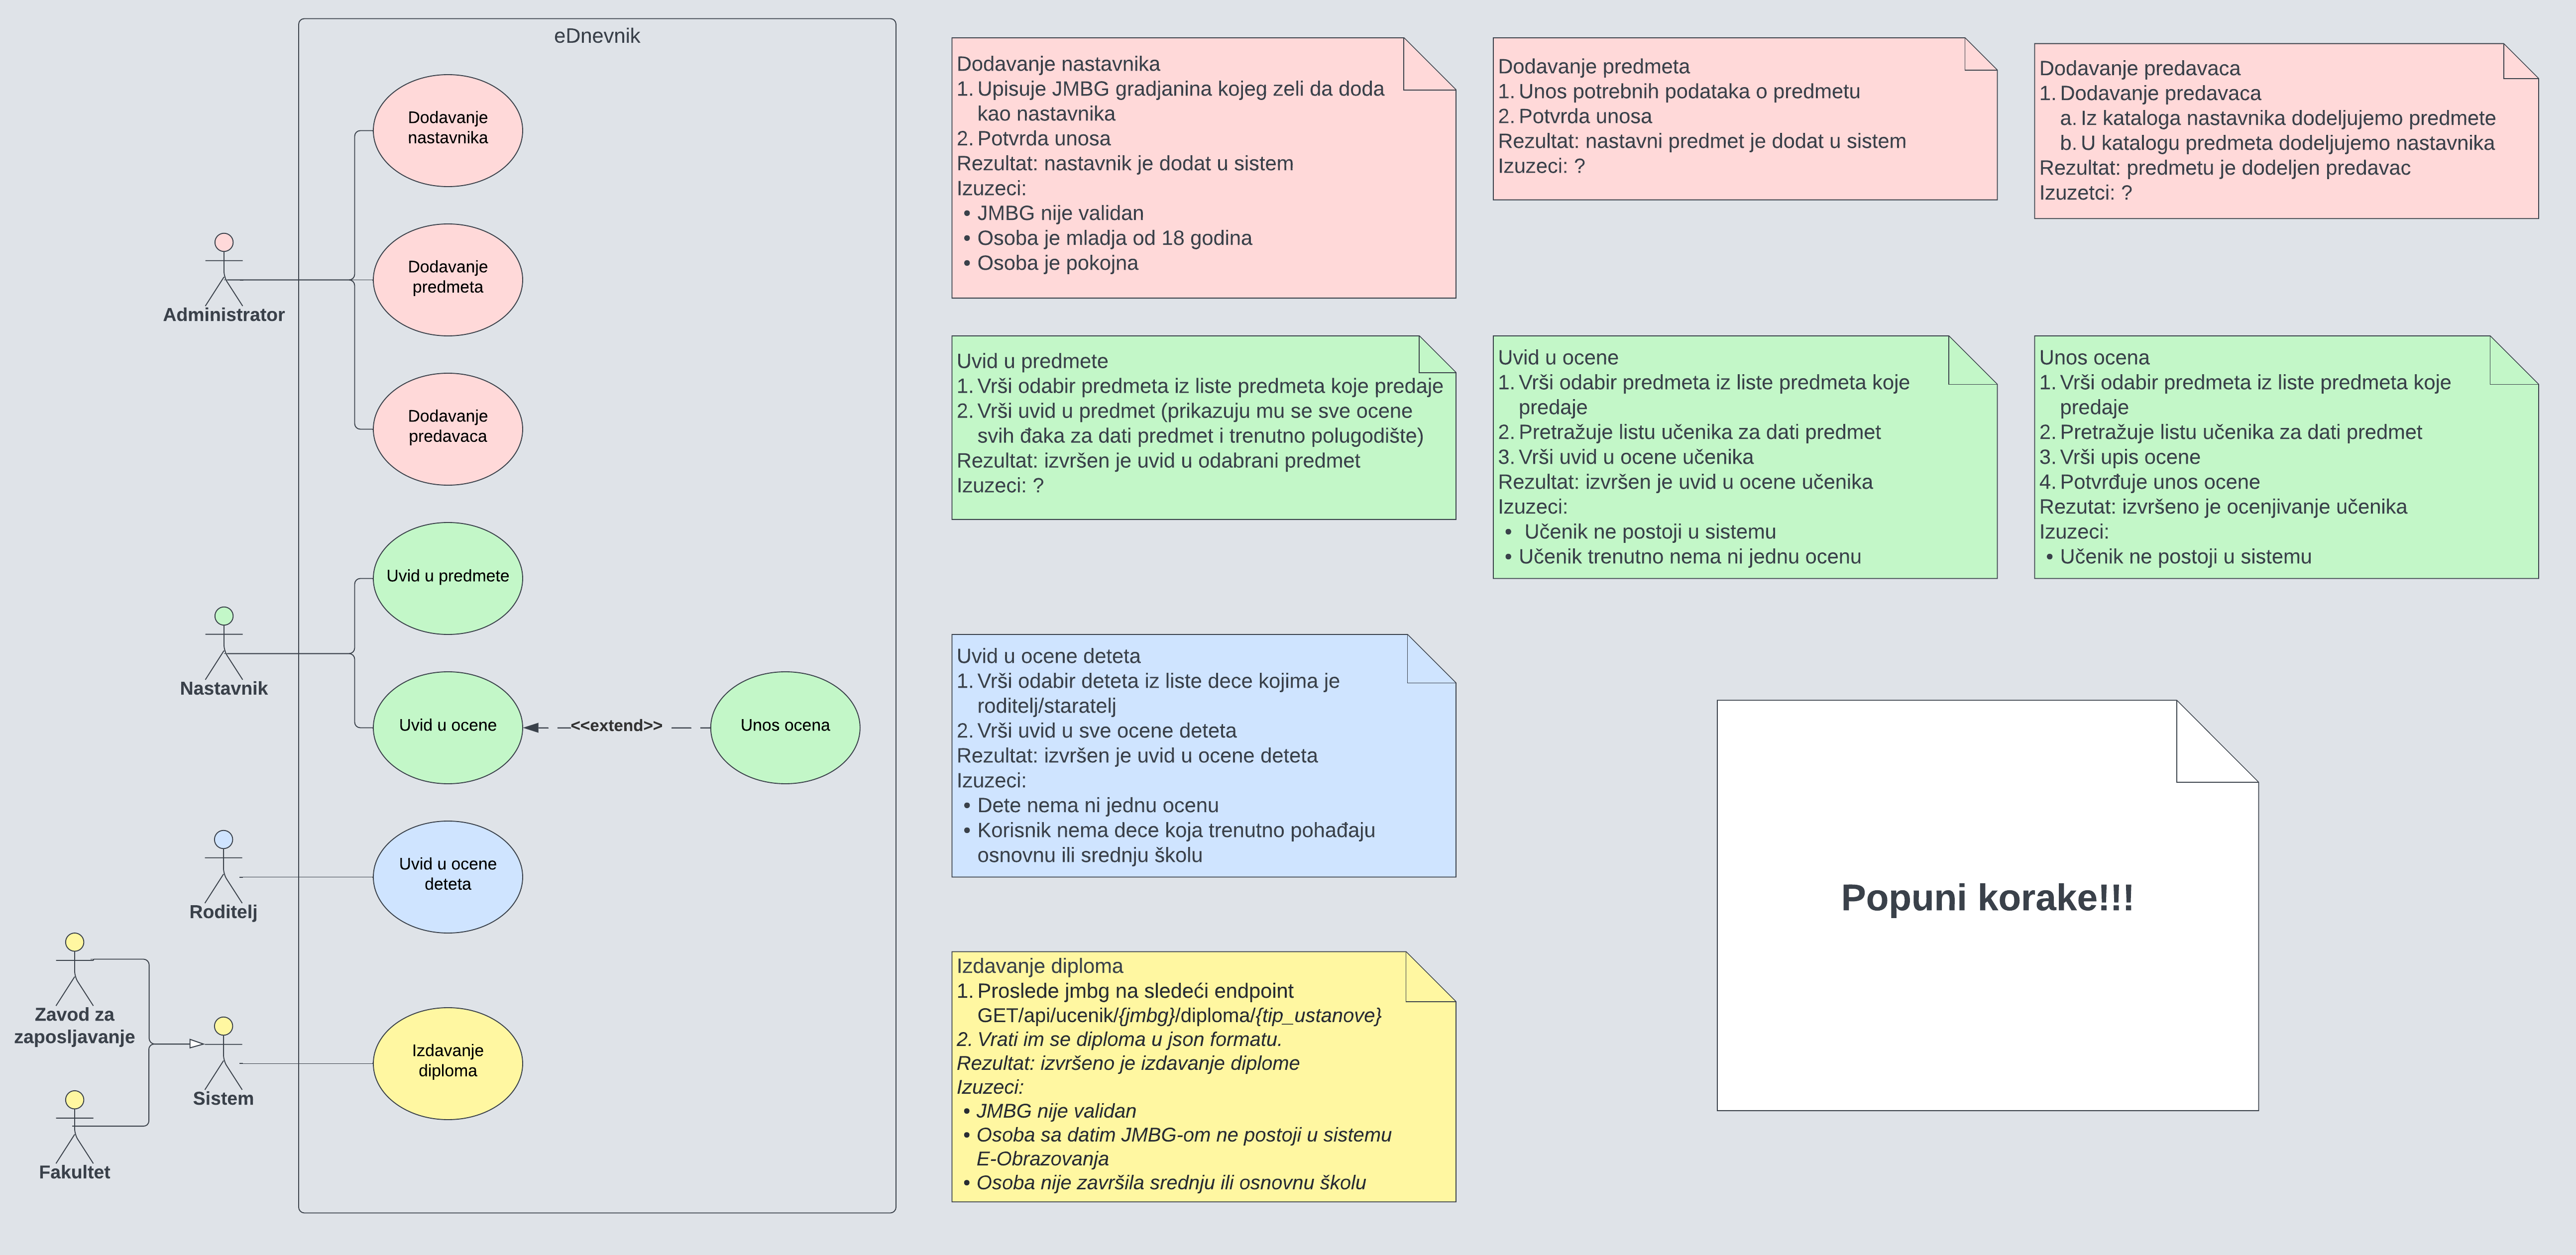 eDnevnik
Dodavanje
nastavnika
Dodavanje
predmeta
Administrator
Dodavanje
predavaca
Uvid u predmete
Nastavnik
Uvid u ocene
<<extend>>
Unos ocena
Uvid u ocene
deteta
Roditelj
Zavod za
zaposljavanje
Izdavanje
diploma
Sistem
Fakultet
Dodavanje nastavnika
1. Upisuje JMBG gradjanina kojeg zeli da doda
kao nastavnika
2. Potvrda unosa
Rezultat: nastavnik je dodat u sistem
Izuzeci:
• JMBG nije validan
• Osoba je mladja od 18 godina
• Osoba je pokojna
Dodavanje predmeta
1. Unos potrebnih podataka o predmetu
2. Potvrda unosa
Rezultat: nastavni predmet je dodat u sistem
Izuzeci: ?
Dodavanje predavaca
1. Dodavanje predavaca
a. Iz kataloga nastavnika dodeljujemo predmete
b. U katalogu predmeta dodeljujemo nastavnika
Rezultat: predmetu je dodeljen predavac
Izuzetci: ?
Uvid u predmete
1. Vrši odabir predmeta iz liste predmeta koje predaje
2. Vrši uvid u predmet (prikazuju mu se sve ocene
svih đaka za dati predmet i trenutno polugodište)
Rezultat: izvršen je uvid u odabrani predmet
Izuzeci: ?
Uvid u ocene
1. Vrši odabir predmeta iz liste predmeta koje
predaje
2. Pretražuje listu učenika za dati predmet
3. Vrši uvid u ocene učenika
Rezultat: izvršen je uvid u ocene učenika
Izuzeci:
• Učenik ne postoji u sistemu
• Učenik trenutno nema ni jednu ocenu
Unos ocena
1. Vrši odabir predmeta iz liste predmeta koje
predaje
2. Pretražuje listu učenika za dati predmet
3. Vrši upis ocene
4. Potvrđuje unos ocene
Rezutat: izvršeno je ocenjivanje učenika
Izuzeci:
• Učenik ne postoji u sistemu
Uvid u ocene deteta
1. Vrši odabir deteta iz liste dece kojima je
roditelj/staratelj
2. Vrši uvid u sve ocene deteta
Rezultat: izvršen je uvid u ocene deteta
Izuzeci:
• Dete nema ni jednu ocenu
• Korisnik nema dece koja trenutno pohađaju
osnovnu ili srednju školu
Popuni korake!!!
Izdavanje diploma
1. Proslede jmbg na sledeći endpoint
GET/api/ucenik/{jmbg}/diploma/{tip_ustanove}
2. Vrati im se diploma u json formatu.
Rezultat: izvršeno je izdavanje diplome
Izuzeci:
• JMBG nije validan
• Osoba sa datim JMBG-om ne postoji u sistemu
E-Obrazovanja
• Osoba nije završila srednju ili osnovnu školu